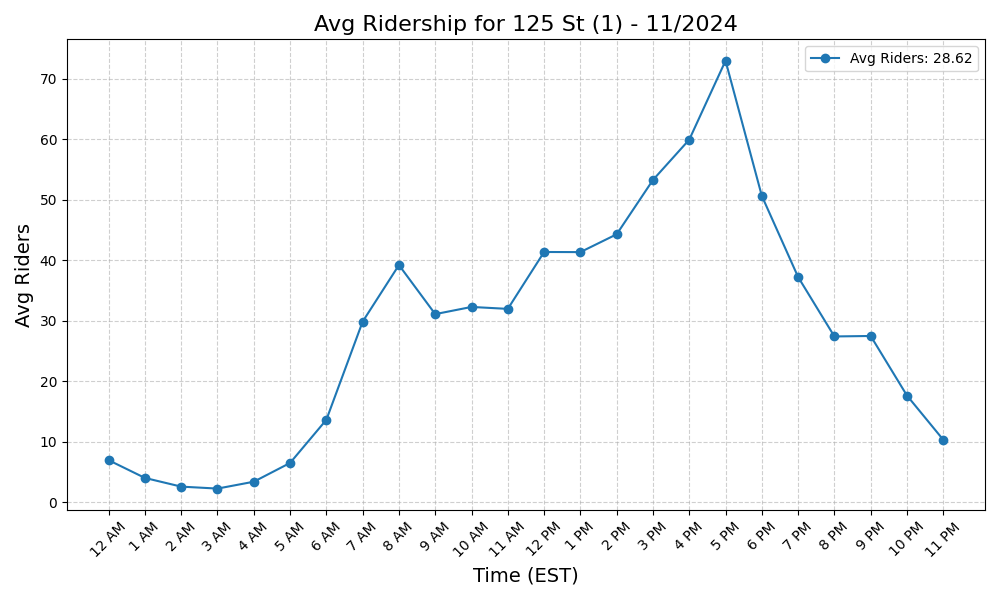 Avg Ridership for 125 St (1) - 11/2024
Avg Riders: 28.62
Avg Riders
70
60
50
40
30
20
10
0
12 AM
1 AM
2 AM
3 AM
4 AM
5 AM
6 AM
7 AM
8 AM
9 AM
10 AM
11 AM
12 PM
1 PM
2 PM
3 PM
4 PM
5 PM
6 PM
7 PM
8 PM
9 PM
10 PM
11 PM
Time (EST)